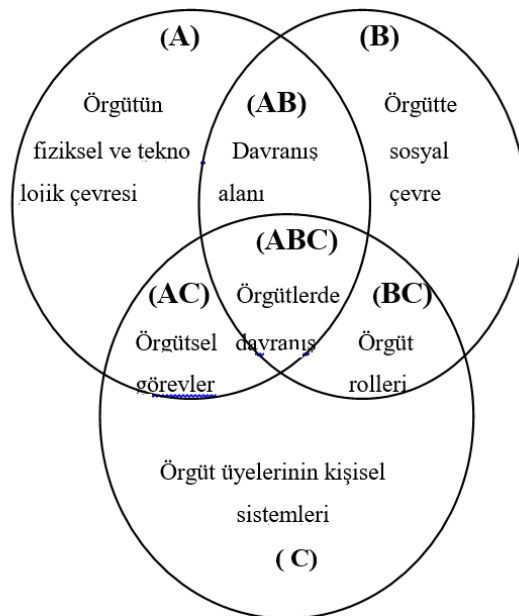 (A)
(B)
Örgütün
fiziksel ve tekno
lojik çevresi
(AB)
Davranış
alanı
Örgütte
sosyal
çevre
(ABC)
Örgütlerde
davranış
(AC)
Örgütsel
görevler
(BC)
Örgüt
rolleri
Örgüt üyelerinin kişisel
sistemleri
( C)